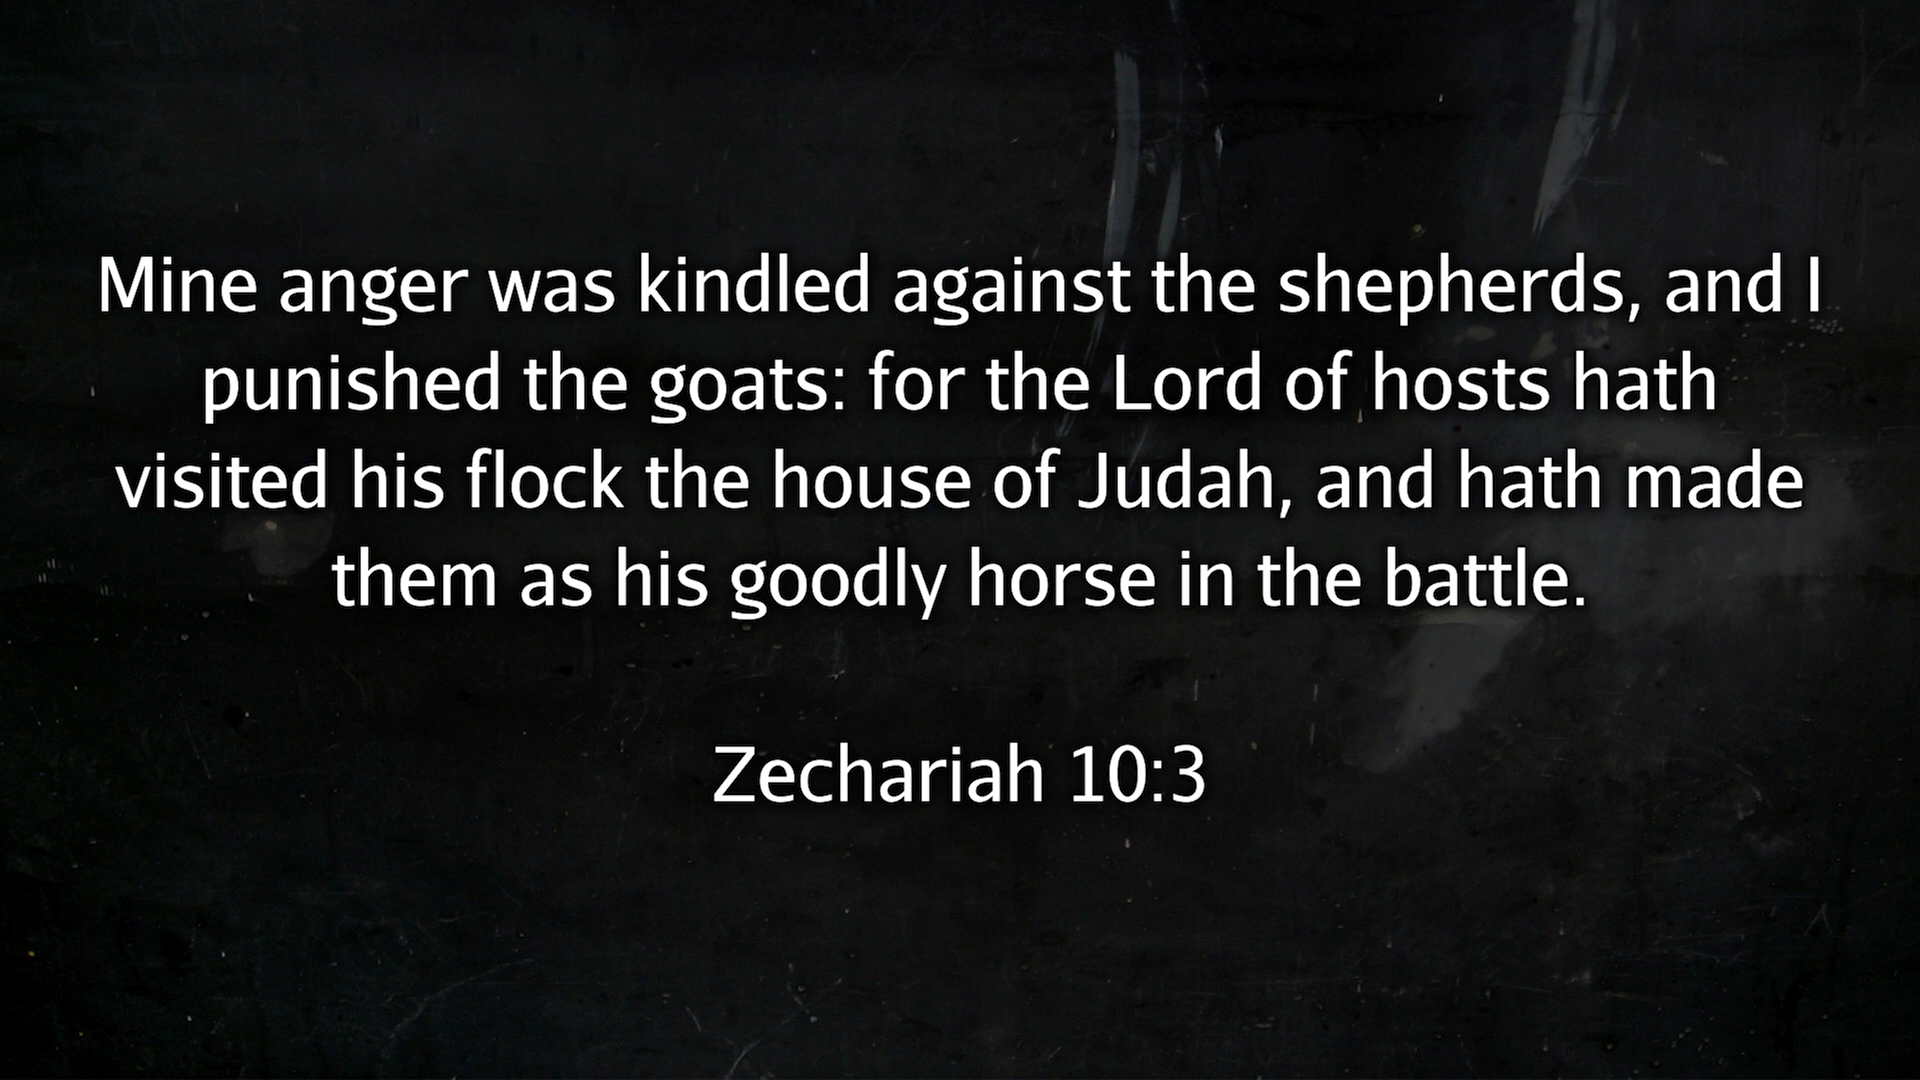 Mine anger was kindled against the shepherds, and I
punished the goats: for the Lord of hosts hath
visited his flock the house of Judah, and hath made
them as his goodly horse in the battle.
Zechariah 10:3